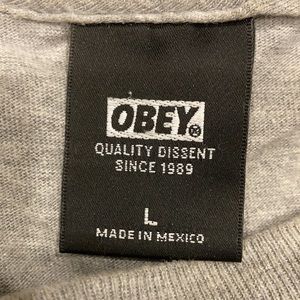 OBEY®
QUALITY DISSENT
SINCE 1989
L
MADE IN MEXICO